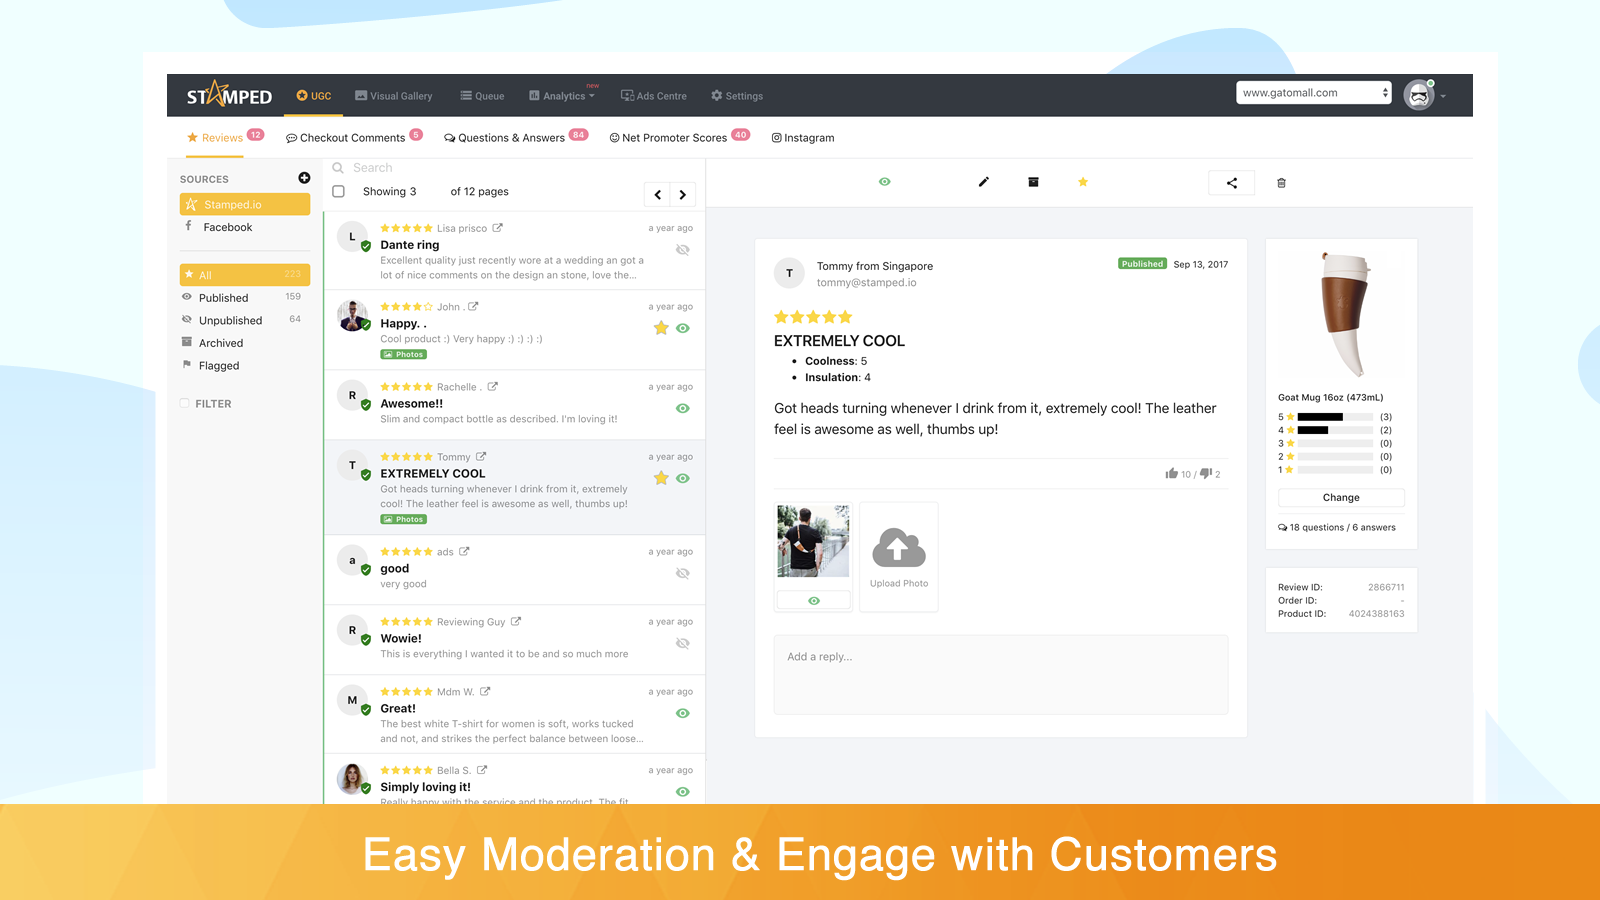 STAMPED
UGC
Visual Gallery
Queue
Analytics
new
Ads Centre
Settings
www.gatomall.com
Reviews 12
Checkout Comments 5
Questions & Answers 84
Net Promoter Scores 40
Instagram
SOURCES
Stamped.io
Facebook
All 223
Published 159
Unpublished 64
Archived
Flagged
FILTER
Search
Showing 3 of 12 pages
L
Lisa prisco
a year ago
Dante ring
Excellent quality just recently wore at a wedding an got a
lot of nice comments on the design an stone, love the...
John .
a year ago
Happy. .
Cool product :) Very happy :) :) :) :)
Photos
R
Rachelle .
a year ago
Awesome!!
Slim and compact bottle as described. I'm loving it!
T
Tommy
a year ago
EXTREMELY COOL
Got heads turning whenever I drink from it, extremely
cool! The leather feel is awesome as well, thumbs up!
Photos
a
ads
a year ago
good
very good
R
Reviewing Guy
a year ago
Wowie!
This is everything I wanted it to be and so much more
M
Mdm W.
a year ago
Great!
The best white T-shirt for women is soft, works tucked
and not, and strikes the perfect balance between loose...
Bella S.
a year ago
Simply loving it!
Really happy with the service and the product. The fit
T
Tommy from Singapore
tommy@stamped.io
Published Sep 13, 2017
EXTREMELY COOL
Coolness: 5
Insulation: 4
Got heads turning whenever I drink from it, extremely cool! The leather
feel is awesome as well, thumbs up!
10 / 2
Upload Photo
Add a reply...
Goat Mug 16oz (473mL)
5 (3)
4 (2)
3 (0)
2 (0)
1 (0)
Change
18 questions / 6 answers
Review ID: 2866711
Order ID: -
Product ID: 4024388163
Easy Moderation & Engage with Customers